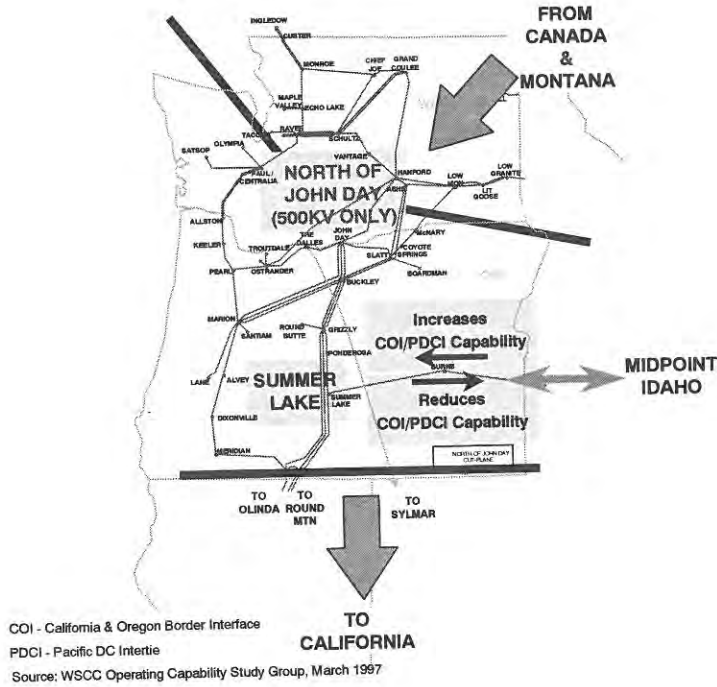 FROM
CANADA
&
MONTANA
INGLEDOW
CUSTER
MONROE
CHIEF
JOE
GRAND
COULEE
MAPLE
VALLEY
ECHO LAKE
RAVER
TACOMA
SCHULTZ
OLYMPIA
SATSOP
PAUL /
CENTRALIA
VANTAGE
HANFORD
ASHE
LOW
MON
LOW
GRANITE
LIT
GOOSE
NORTH OF
JOHN DAY
(500KV ONLY)
ALLSTON
KEELER
TROUTDALE
THE
DALLES
JOHN
DAY
McNARY
SLATT
COYOTE
SPRINGS
BOARDMAN
PEARL
OSTRANDER
BUCKLEY
MARION
SANTIAM
ROUND
BUTTE
GRIZZLY
PONDEROSA
Increases
COI/PDCI Capability
BURNS
MIDPOINT
IDAHO
LANE
ALVEY
SUMMER
LAKE
SUMMER
LAKE
Reduces
COI/PDCI Capability
DIXONVILLE
MERIDIAN
NORTH OF JOHN DAY
CUT-PLANE
TO
OLINDA
TO
ROUND
MTN
TO
SYLMAR
TO
CALIFORNIA
COI - California & Oregon Border Interface
PDCI - Pacific DC Intertie
Source: WSCC Operating Capability Study Group, March 1997